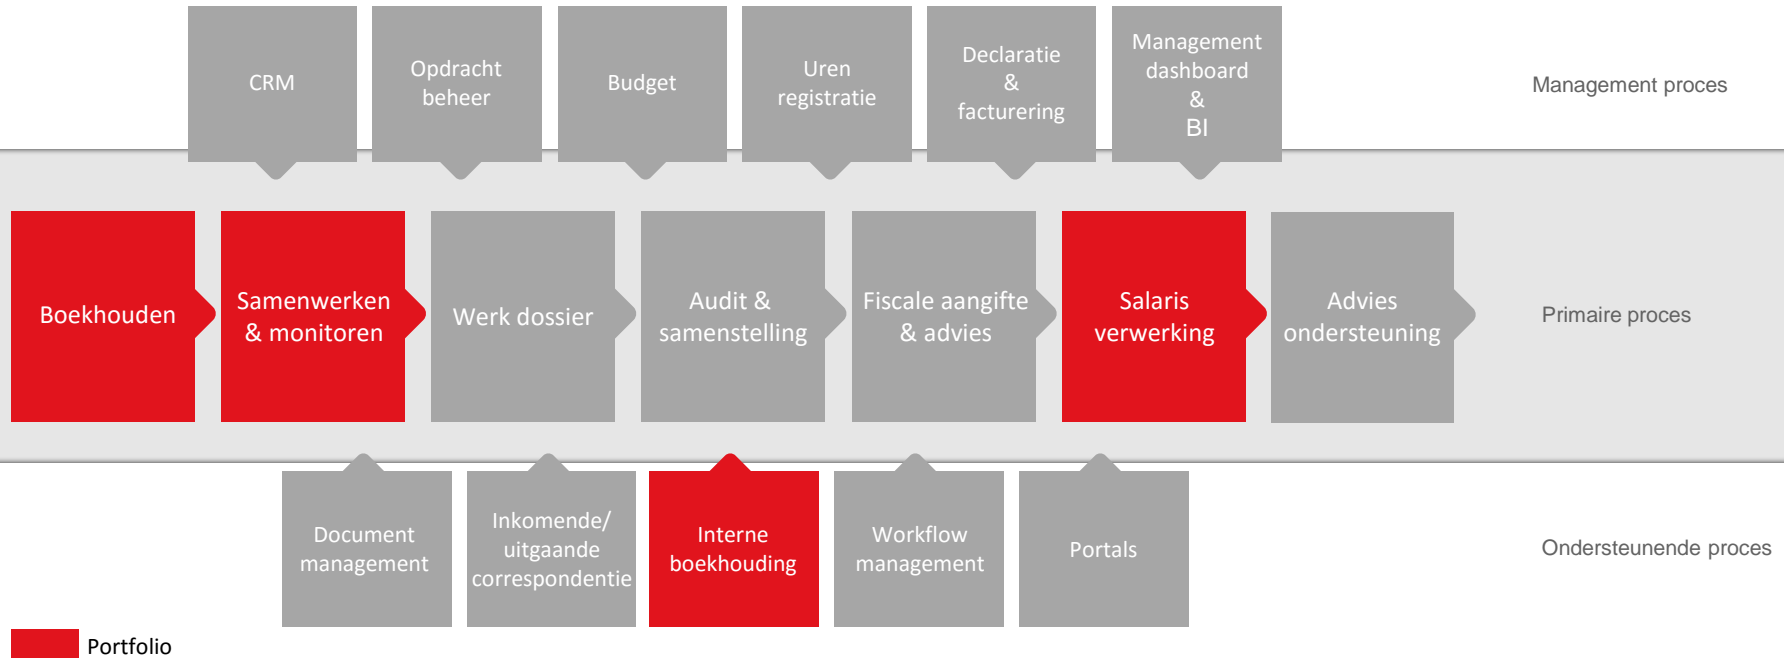 CRM
Opdracht
beheer
Budget
Uren
registratie
Declaratie
&
facturering
Management
dashboard
&
BI
Management proces
Boekhouden
Samenwerken
& monitoren
Werk dossier
Audit &
samenstelling
Fiscale aangifte
& advies
Salaris
verwerking
Advies
ondersteuning
Primaire proces
Document
management
Inkomende/
uitgaande
correspondentie
Interne
boekhouding
Workflow
management
Portals
Ondersteunende proces
Portfolio